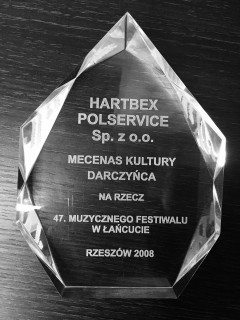 HARTBEX
POLSERVICE
Sp. z o.o.
MECENAS KULTURY
DARCZYŃCA
NA RZECZ
47. MUZYCZNEGO FESTIWALU
W ŁAŃCUCIE
RZESZÓW 2008